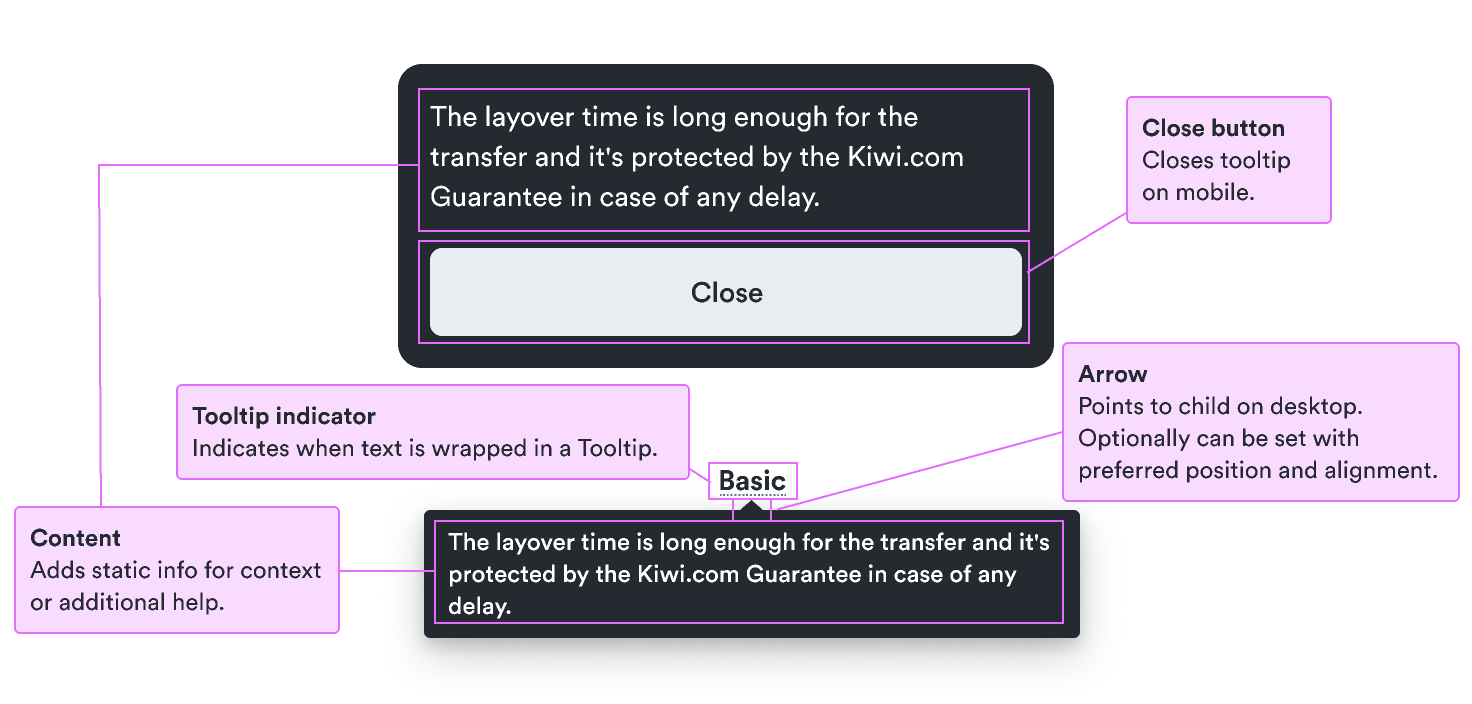 The layover time is long enough for the
transfer and it's protected by the Kiwi.com
Guarantee in case of any delay.
Close
Close button
Closes tooltip
on mobile.
Tooltip indicator
Indicates when text is wrapped in a Tooltip.
Arrow
Points to child on desktop.
Optionally can be set with
preferred position and alignment.
Basic
Content
Adds static info for context
or additional help.
The layover time is long enough for the transfer and it's
protected by the Kiwi.com Guarantee in case of any
delay.